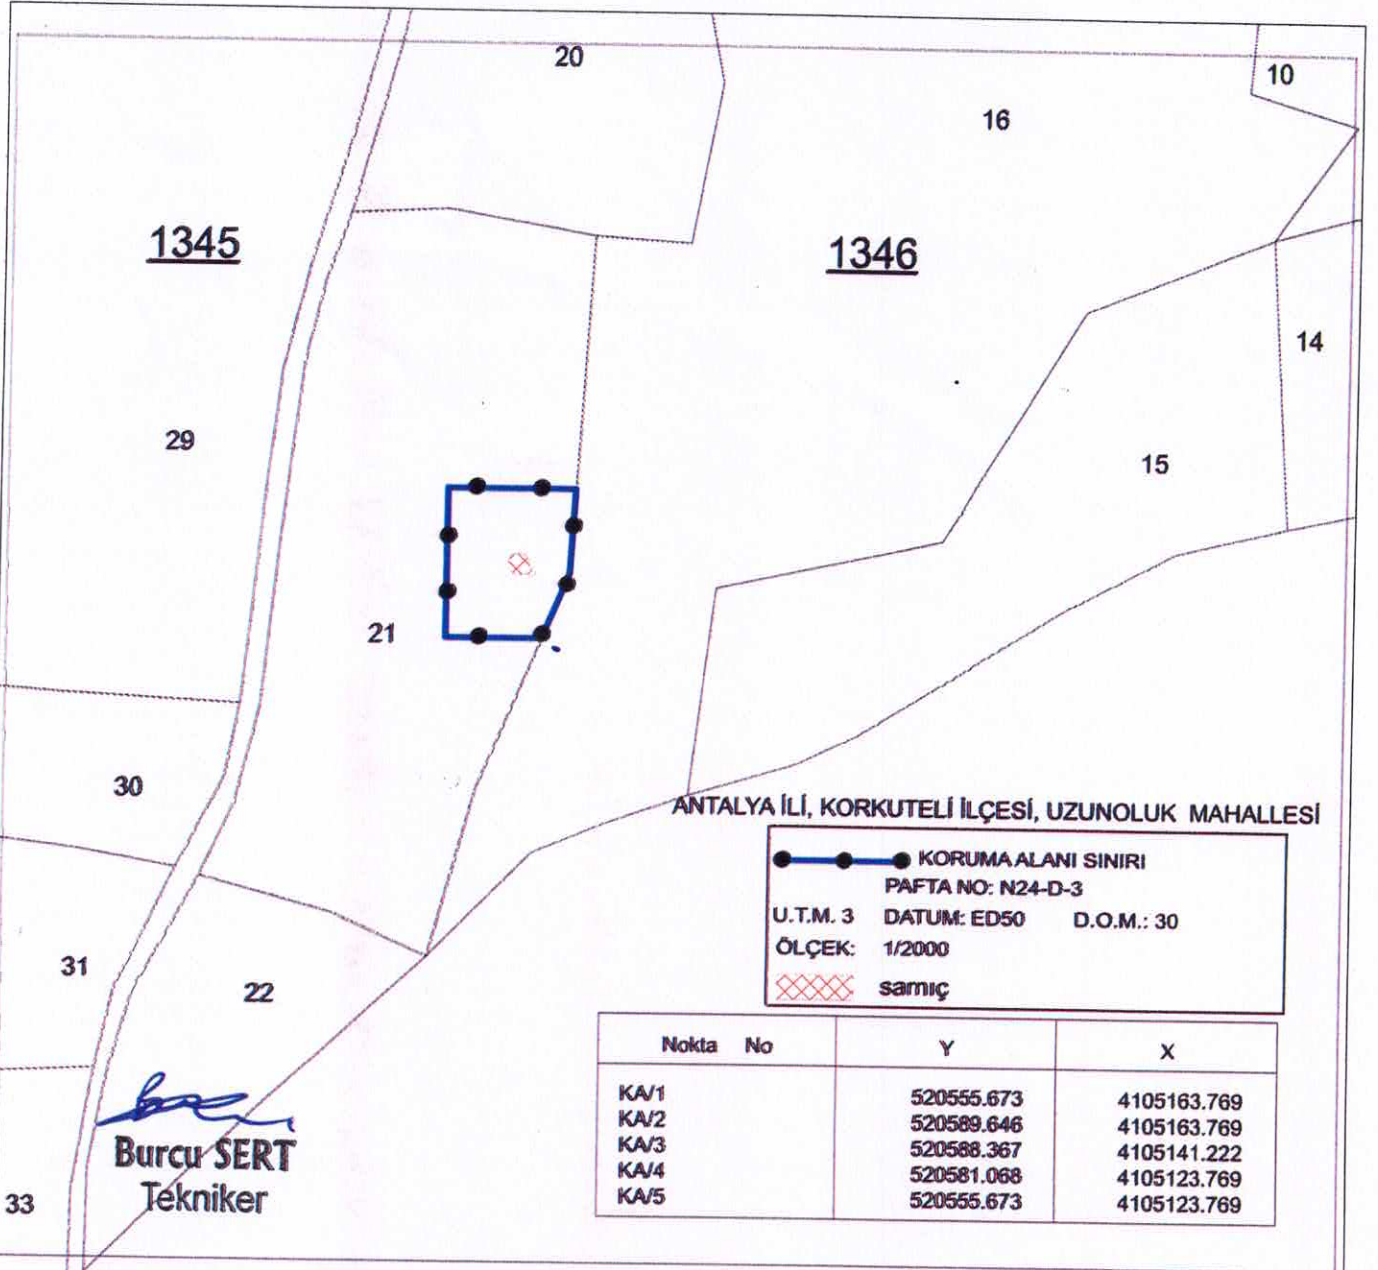 20
10
16
1345
1346
14
29
15
21
30
ANTALYA İLİ, KORKUTELİ İLÇESİ, UZUNOLUK MAHALLESİ
KORUMA ALANI SINIRI
PAFTA NO: N24-D-3
U.T.M. 3 DATUM: ED50 D.O.M.: 30
ÖLÇEK: 1/2000
sarnıç
31
22
Nokta No Y X
KA/1 520555.673 4105163.769
KA/2 520589.646 4105163.769
KA/3 520588.367 4105141.222
KA/4 520581.068 4105123.769
KA/5 520555.673 4105123.769
Burcu SERT
Tekniker
33